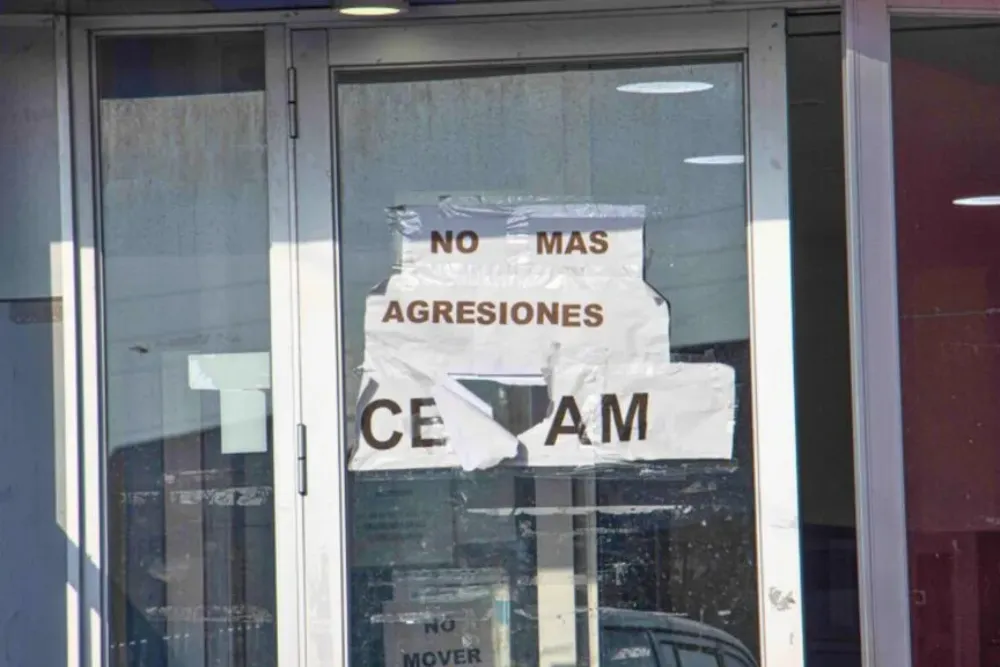 NO MAS
AGRESIONES
CE AM
NO
MOVER